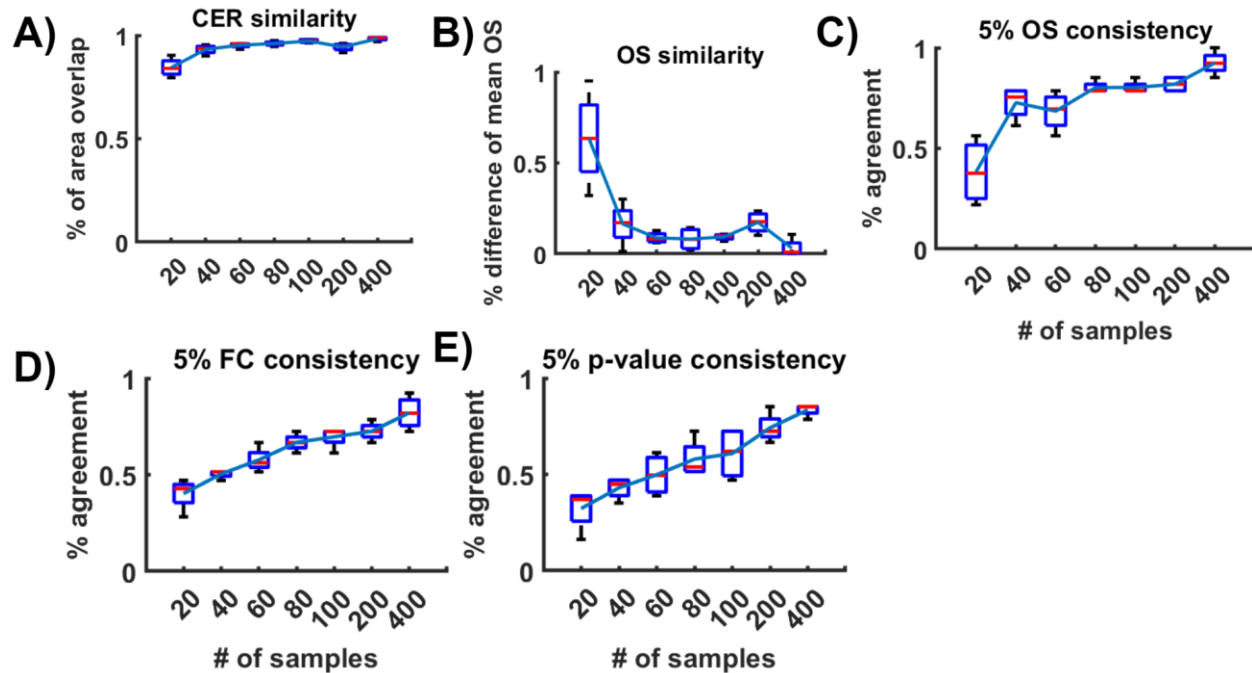 A)
CER similarity
% of area overlap
1
0.5
0
20 40 60 80 100 200 400
B)
OS similarity
% difference of mean OS
1
0.5
0
20 40 60 80 100 200 400
C)
5% OS consistency
% agreement
1
0.5
0
20 40 60 80 100 200 400
# of samples
D)
5% FC consistency
% agreement
1
0.5
0
20 40 60 80 100 200 400
# of samples
E)
5% p-value consistency
% agreement
1
0.5
0
20 40 60 80 100 200 400
# of samples